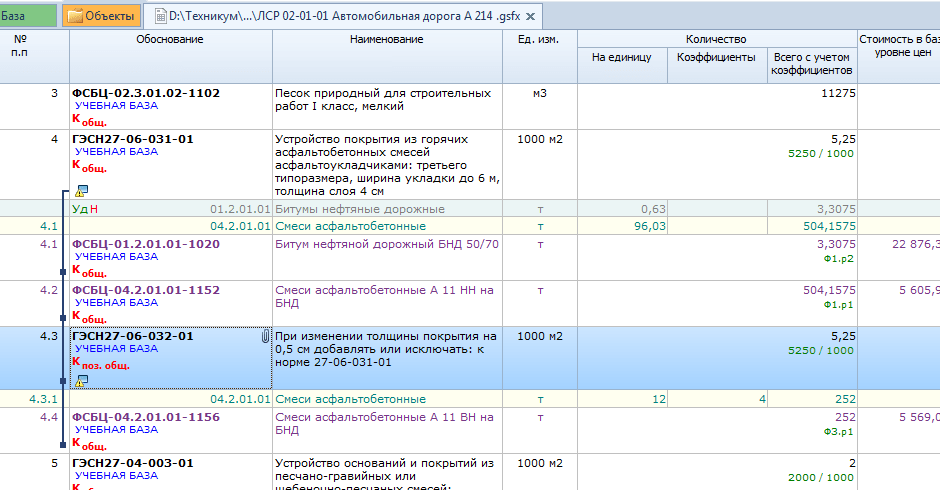 База Объекты D:\Техникум\...\ЛСР 02-01-01 Автомобильная дорога А 214 .gsfx
№ п.п Обоснование Наименование Ед. изм. Количество Стоимость в баз
уровне цен
На единицу Коэффициенты Всего с учетом
коэффициентов
3 ФСБЦ-02.3.01.02-1102 Песок природный для строительных м3 11275
УЧЕБНАЯ БАЗА работ I класс, мелкий
К общ.
4 ГЭСН27-06-031-01 Устройство покрытия из горячих 1000 м2 5,25
УЧЕБНАЯ БАЗА асфальтобетонных смесей 5250 / 1000
К общ. асфальтоукладчиками: третьего
типоразмера, ширина укладки до 6 м,
толщина слоя 4 см
Уд Н 01.2.01.01 Битумы нефтяные дорожные т 0,63 3,3075
4.1 04.2.01.01 Смеси асфальтобетонные т 96,03 504,1575
4.1 ФСБЦ-01.2.01.01-1020 Битум нефтяной дорожный БНД 50/70 т 3,3075 22 876,3
УЧЕБНАЯ БАЗА Ф1.р2
К общ.
4.2 ФСБЦ-04.2.01.01-1152 Смеси асфальтобетонные А 11 НН на т 504,1575 5 605,9
УЧЕБНАЯ БАЗА БНД Ф1.р1
К общ.
4.3 ГЭСН27-06-032-01 При изменении толщины покрытия на 1000 м2 5,25
УЧЕБНАЯ БАЗА 0,5 см добавлять или исключать: к 5250 / 1000
К поз. общ. норме 27-06-031-01
4.3.1 04.2.01.01 Смеси асфальтобетонные т 12 4 252
4.4 ФСБЦ-04.2.01.01-1156 Смеси асфальтобетонные А 11 ВН на т 252 5 569,0
УЧЕБНАЯ БАЗА БНД Ф3.р1
К общ.
5 ГЭСН27-04-003-01 Устройство оснований и покрытий из 1000 м2 2
УЧЕБНАЯ БАЗА песчано-гравийных или 2000 / 1000
К щебеночно-песчаных смесей: